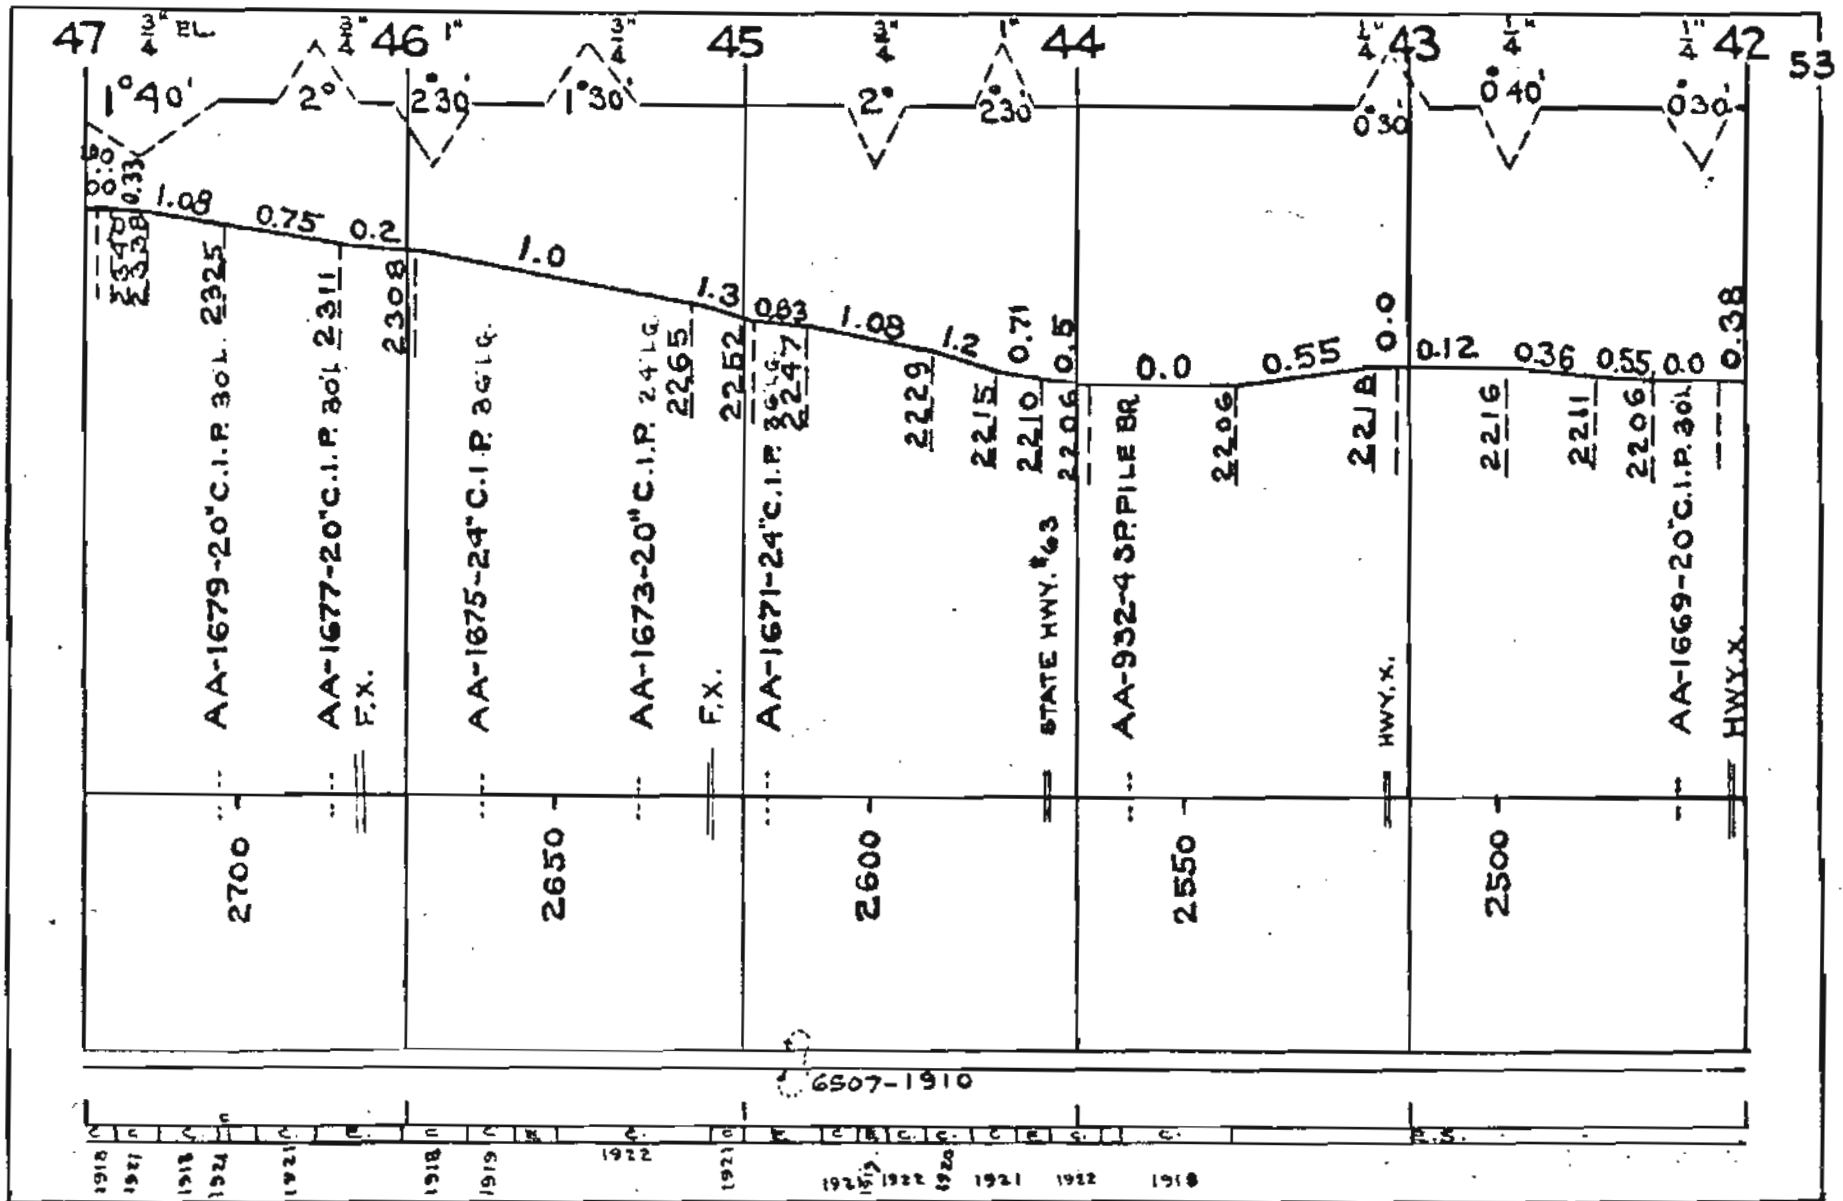 47 3/4" EL 3/4" 46 1" 3/4" 45 3/4" 1" 44 1/4" 43 1/4" 1/4" 42
53
1°40' 2° 2°30' 1°30' 2° 2°30' 0°30' 0°40' 0°30'
0.33 1.08 0.75 0.2 1.0 1.3 0.83 1.08 1.2 0.71 0.5 0.0 0.55 0.0 0.12 0.36 0.55 0.0 0.38
2340
2338
2325
2311
2308
2265
2252
2247
2229
2215
2210
2206
2206
2218
2216
2211
2206
AA-1679-20"C.I.P. 30'L.
AA-1677-20"C.I.P. 30'L
F.X.
AA-1675-24"C.I.P. 36'LG.
AA-1673-20"C.I.P. 24'LG.
F.X.
AA-1671-24"C.I.P. 36'LG.
STATE HWY. #63
AA-932-4SP.PILE BR
HWY.X.
AA-1669-20"C.I.P.30'L
HWY.X.
2700 2650 2600 2550 2500
6507-1910
1918 1921 1918 1921 1921 1918 1919 1922 1921 1922 1920 1921 1922 1918